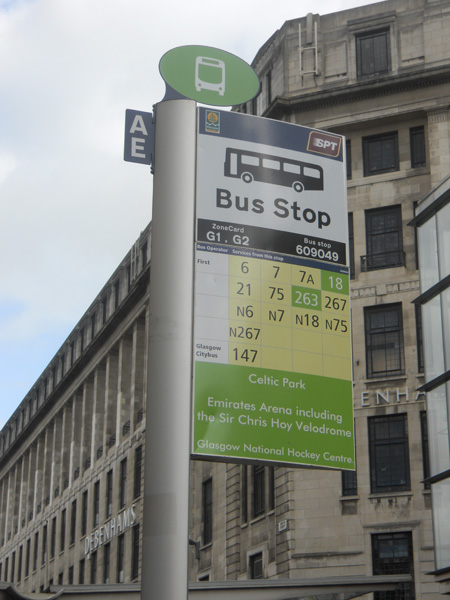 A
E
SPT
Bus Stop
ZoneCard
G1 . G2
Bus stop
609049
Bus Operator Services from this stop
First
6 7 7A 18
21 75 263 267
N6 N7 N18 N75
N267
Glasgow
Citybus
147
Celtic Park
Emirates Arena including
the Sir Chris Hoy Velodrome
Glasgow National Hockey Centre
DEBENHAMS
DEBENHAMS